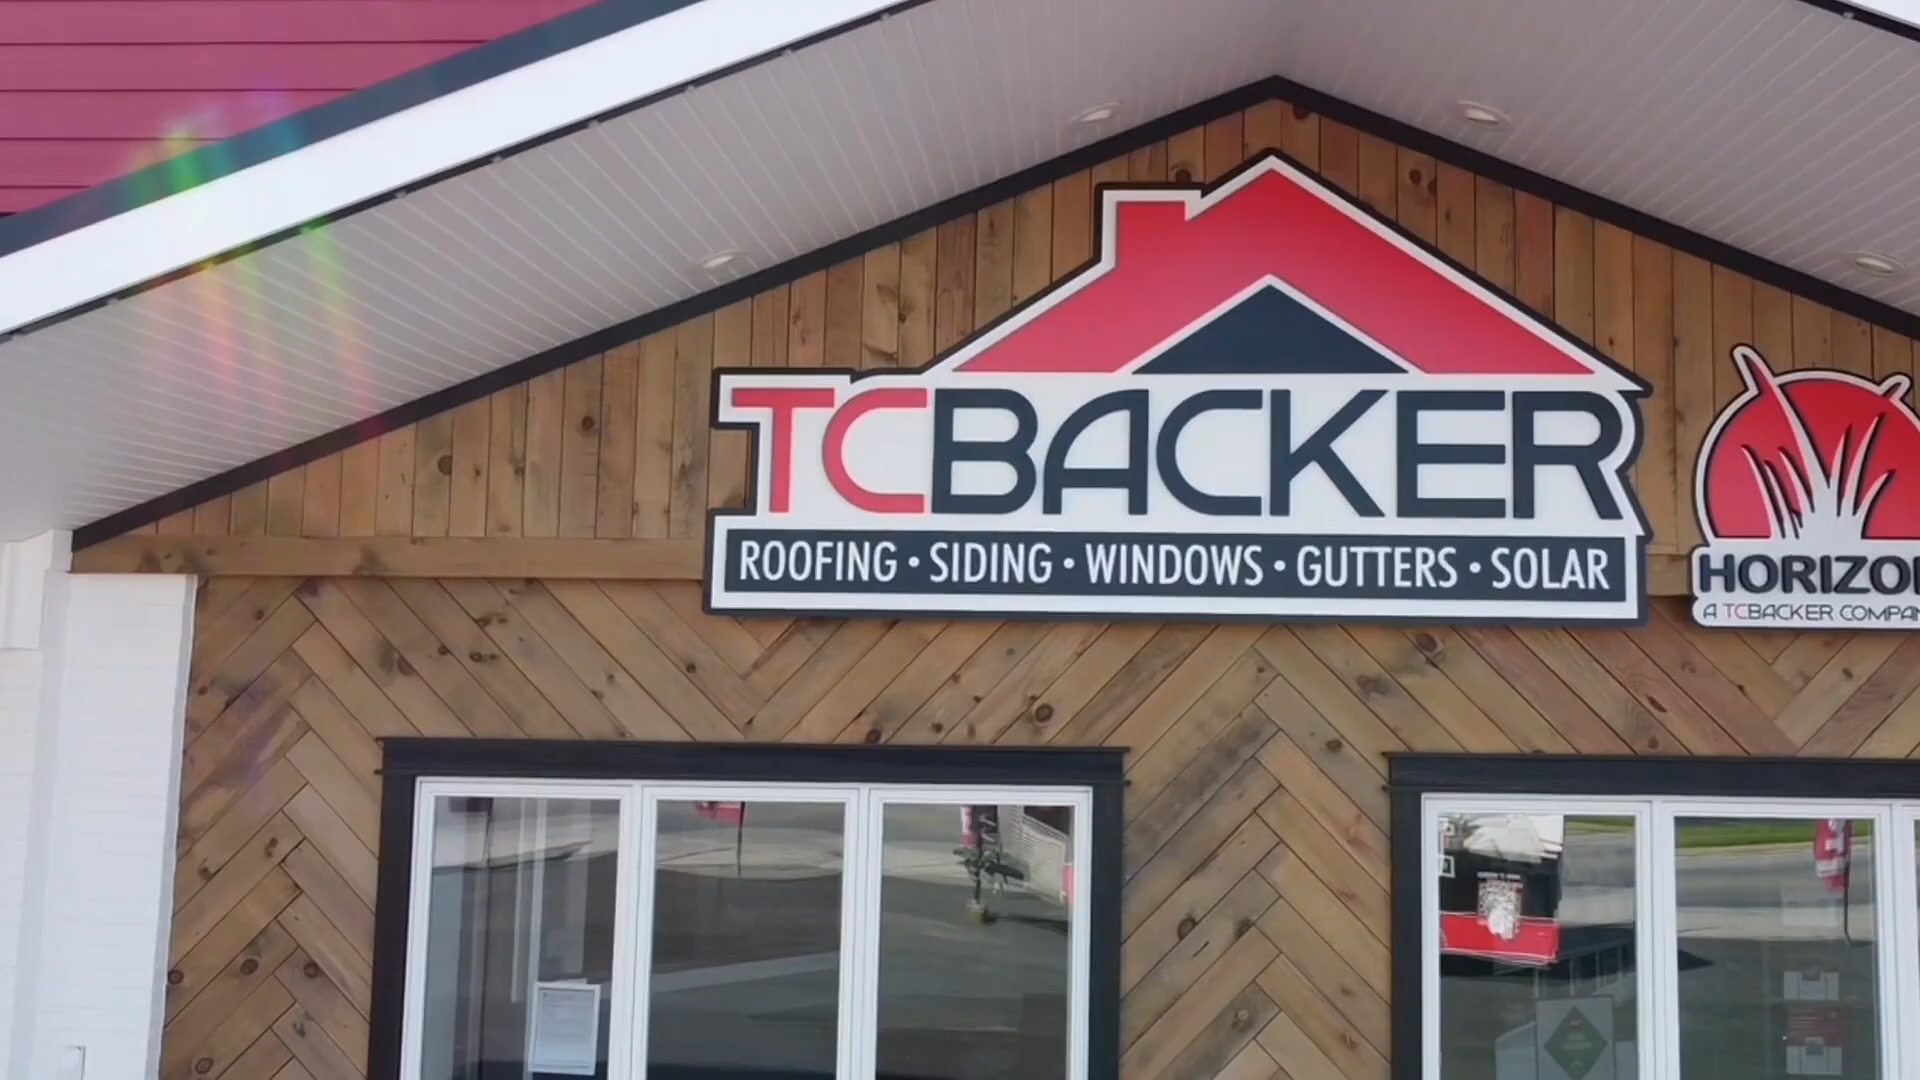 TCBACKER
ROOFING • SIDING • WINDOWS • GUTTERS • SOLAR
HORIZO
A TCBACKER COMPAN